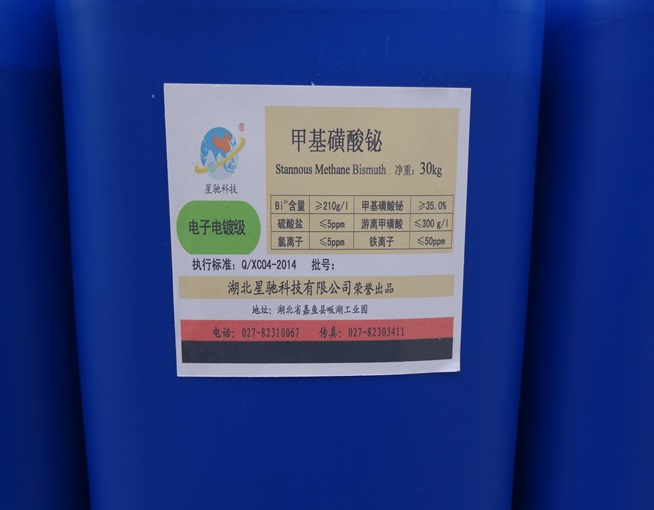 ®
甲基磺酸铋
Stannous Methane Bismuth 净重：30kg
星驰科技
Bi³⁺含量 ≥210g/l 甲基磺酸铋 ≥35.0%
电子电镀级
硫酸盐 ≤5ppm 游离甲磺酸 ≤300 g/l
氯离子 ≤5ppm 铁离子 ≤50ppm
执行标准：Q/XC04-2014 批号：
湖北星驰科技有限公司荣誉出品
地址：湖北省嘉鱼县畈湖工业园
电话：027-82310067 传真：027-82303411